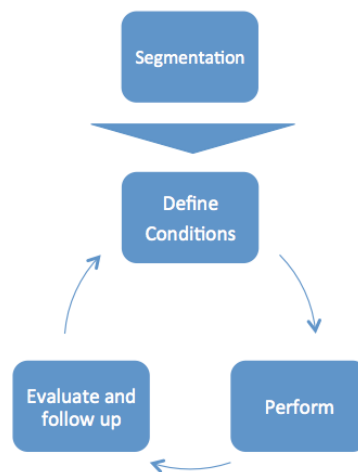 Segmentation
Define
Conditions
Evaluate and
follow up
Perform